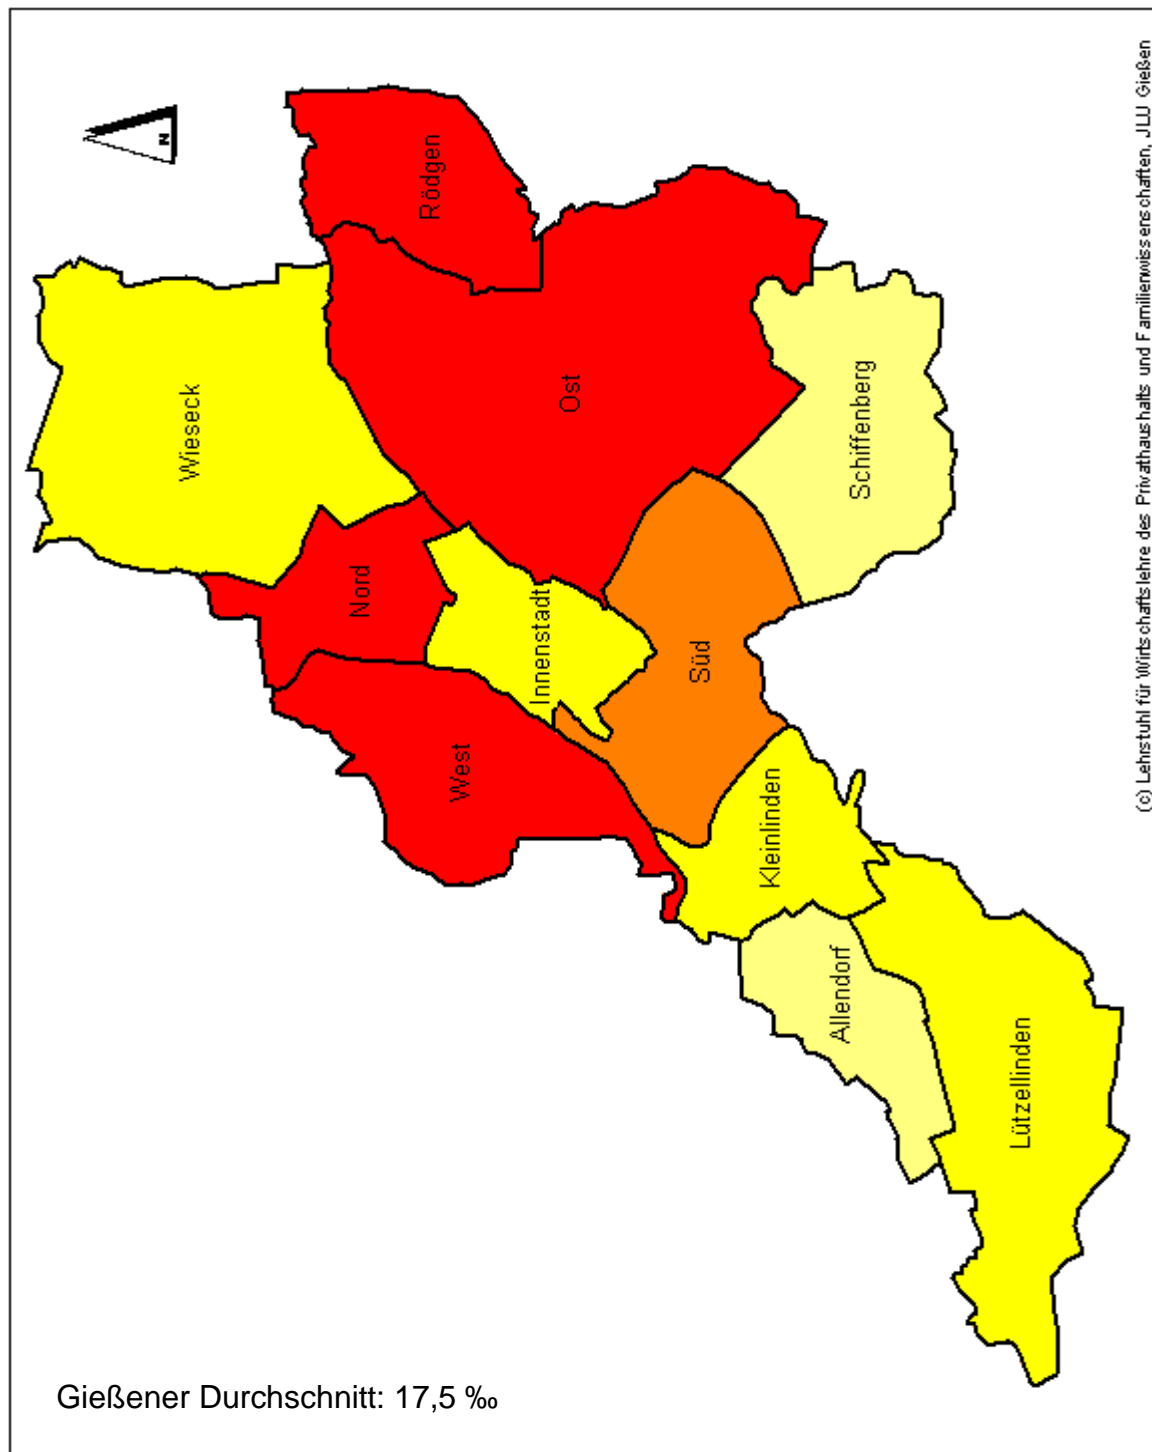 N
Rödgen
Wieseck
Ost
Schiffenberg
Nord
Innenstadt
Süd
West
Kleinlinden
Allendorf
Lützellinden
Gießener Durchschnitt: 17,5 ‰
(c) Lehrstuhl für Wirtschaftslehre des Privathaushalts und Familienwissenschaften, JLU Gießen